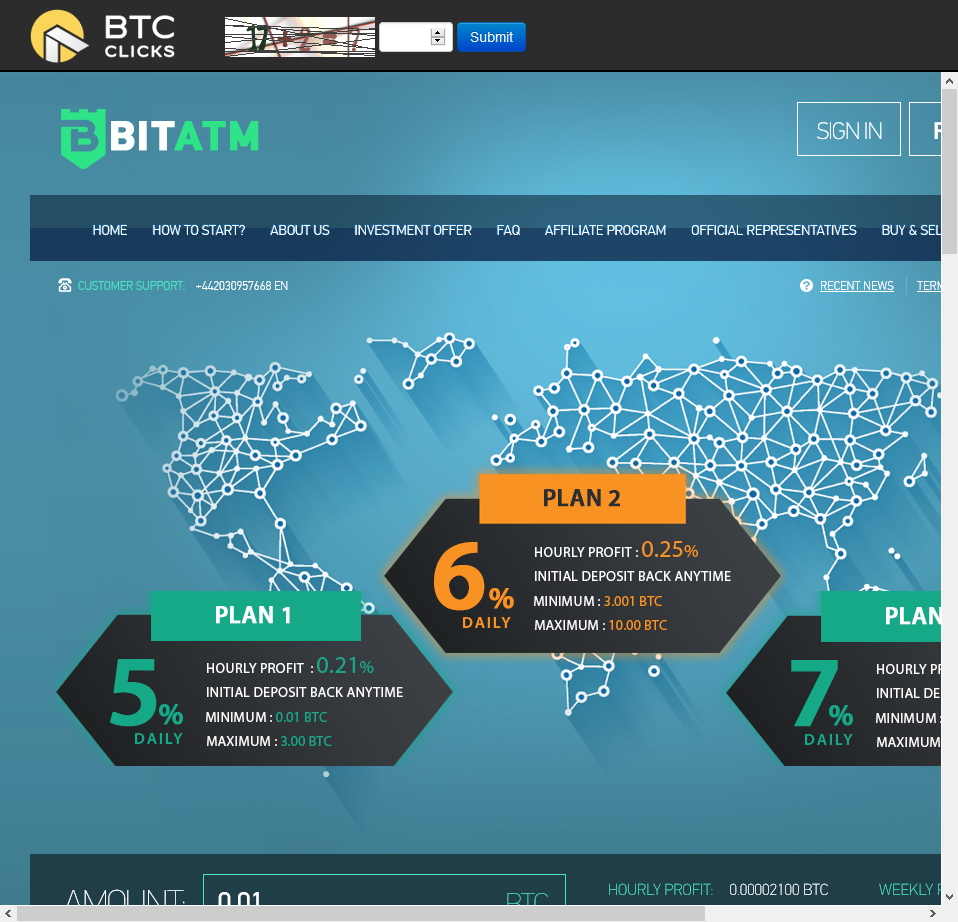 BTC
CLICKS
Submit
BITATM
SIGN IN
HOME HOW TO START? ABOUT US INVESTMENT OFFER FAQ AFFILIATE PROGRAM OFFICIAL REPRESENTATIVES BUY & SEL
CUSTOMER SUPPORT: +442030957668 EN
RECENT NEWS TERM
PLAN 2
6% DAILY
HOURLY PROFIT : 0.25%
INITIAL DEPOSIT BACK ANYTIME
MINIMUM : 3.001 BTC
MAXIMUM : 10.00 BTC
PLAN 1
5% DAILY
HOURLY PROFIT : 0.21%
INITIAL DEPOSIT BACK ANYTIME
MINIMUM : 0.01 BTC
MAXIMUM : 3.00 BTC
PLAN
7% DAILY
HOURLY PR
INITIAL DE
MINIMUM :
MAXIMUM
AMOUNT: 0.01 BTC
HOURLY PROFIT: 0.00002100 BTC WEEKLY